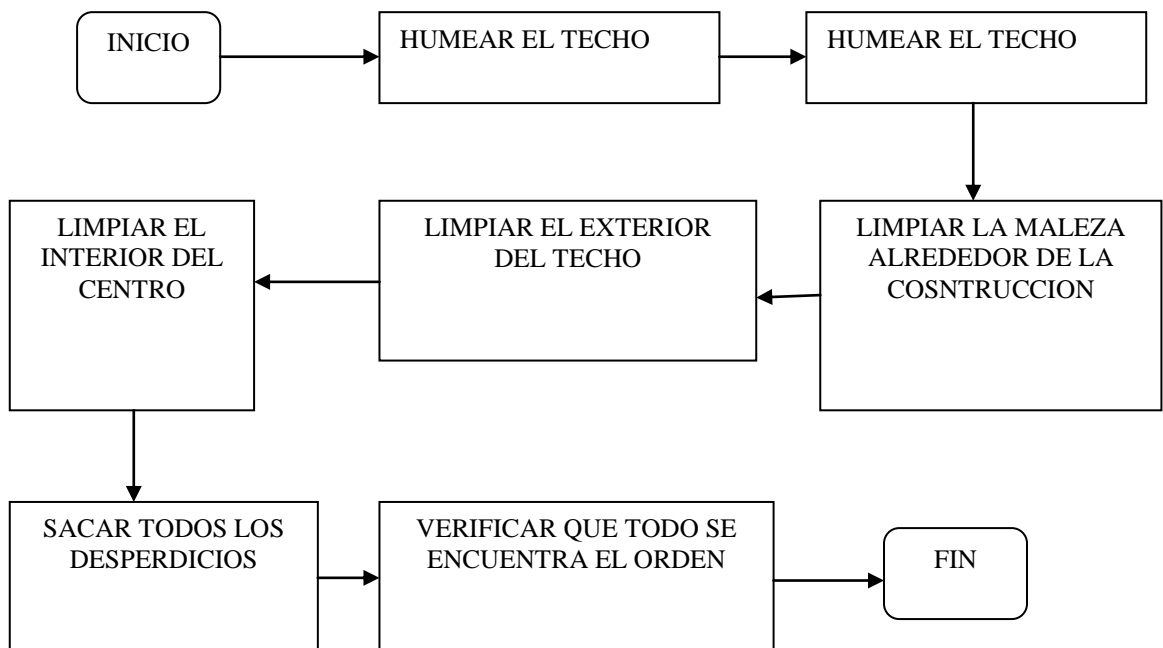 INICIO
HUMEAR EL TECHO
HUMEAR EL TECHO
LIMPIAR LA MALEZA
ALREDEDOR DE LA
COSNTRUCCION
LIMPIAR EL EXTERIOR
DEL TECHO
LIMPIAR EL
INTERIOR DEL
CENTRO
SACAR TODOS LOS
DESPERDICIOS
VERIFICAR QUE TODO SE
ENCUENTRA EL ORDEN
FIN